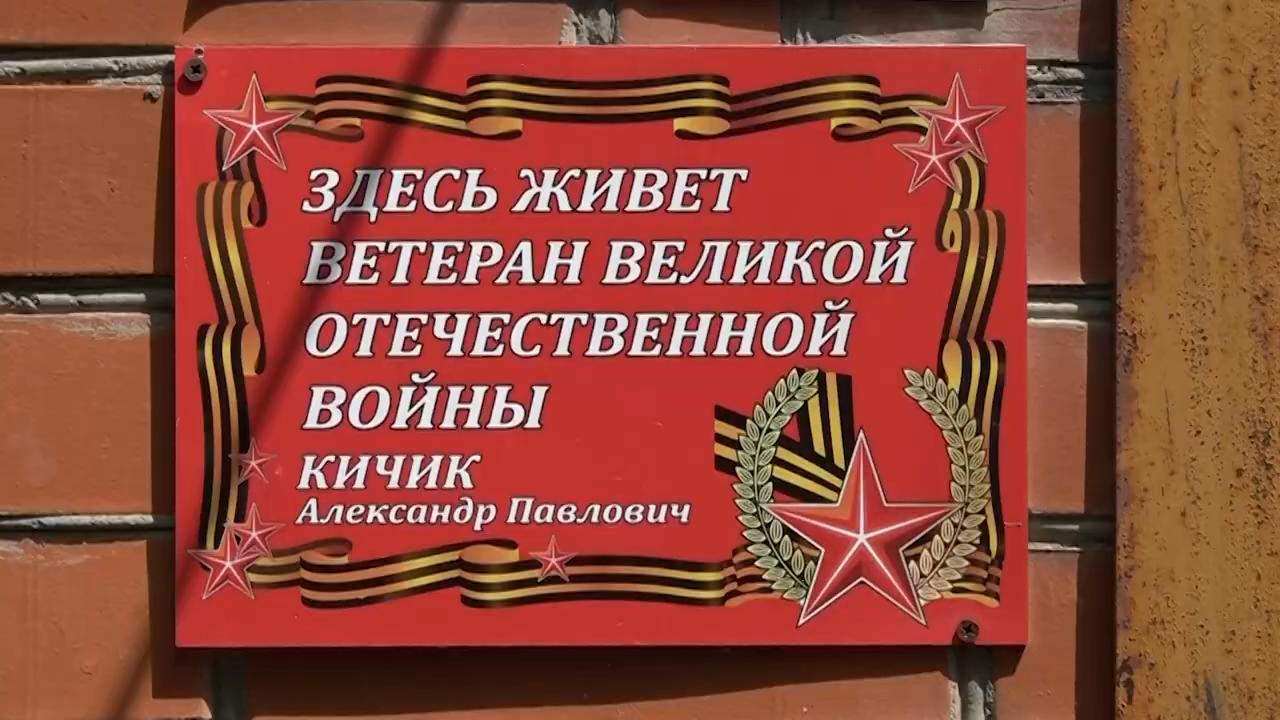 ЗДЕСЬ ЖИВЕТ
ВЕТЕРАН ВЕЛИКОЙ
ОТЕЧЕСТВЕННОЙ
ВОЙНЫ
КИЧИК
Александр Павлович